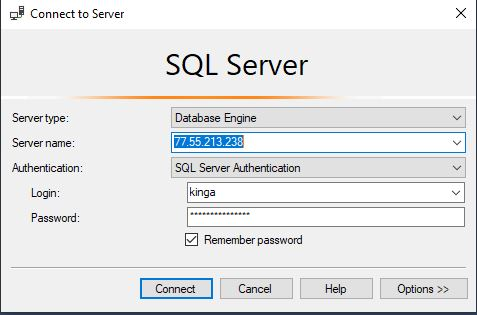 Connect to Server
SQL Server
Server type: Database Engine
Server name: 77.55.213.238
Authentication: SQL Server Authentication
Login: kinga
Password: ***************
Remember password
Connect Cancel Help Options >>